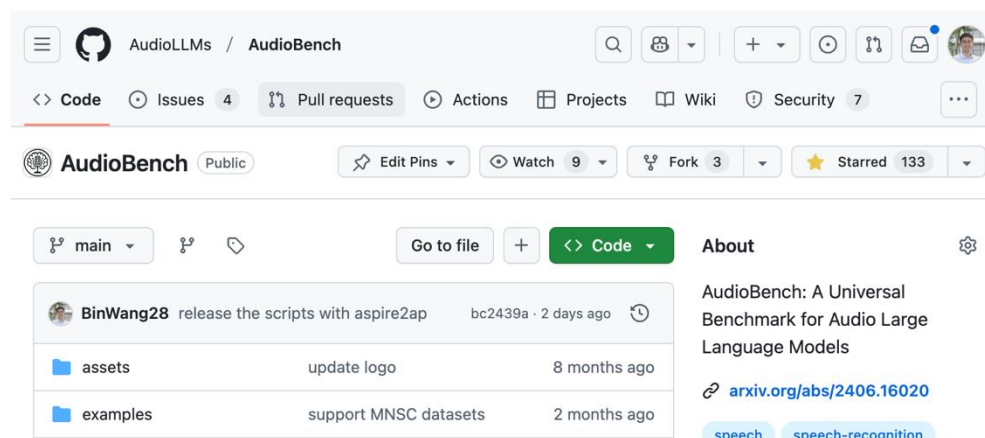 AudioLLMs / AudioBench
Code Issues 4 Pull requests Actions Projects Wiki Security 7
AudioBench Public Edit Pins Watch 9 Fork 3 Starred 133
main Go to file Code
About
AudioBench: A Universal
Benchmark for Audio Large
Language Models
arxiv.org/abs/2406.16020
speech speech-recognition
BinWang28 release the scripts with aspire2ap bc2439a · 2 days ago
assets update logo 8 months ago
examples support MNSC datasets 2 months ago